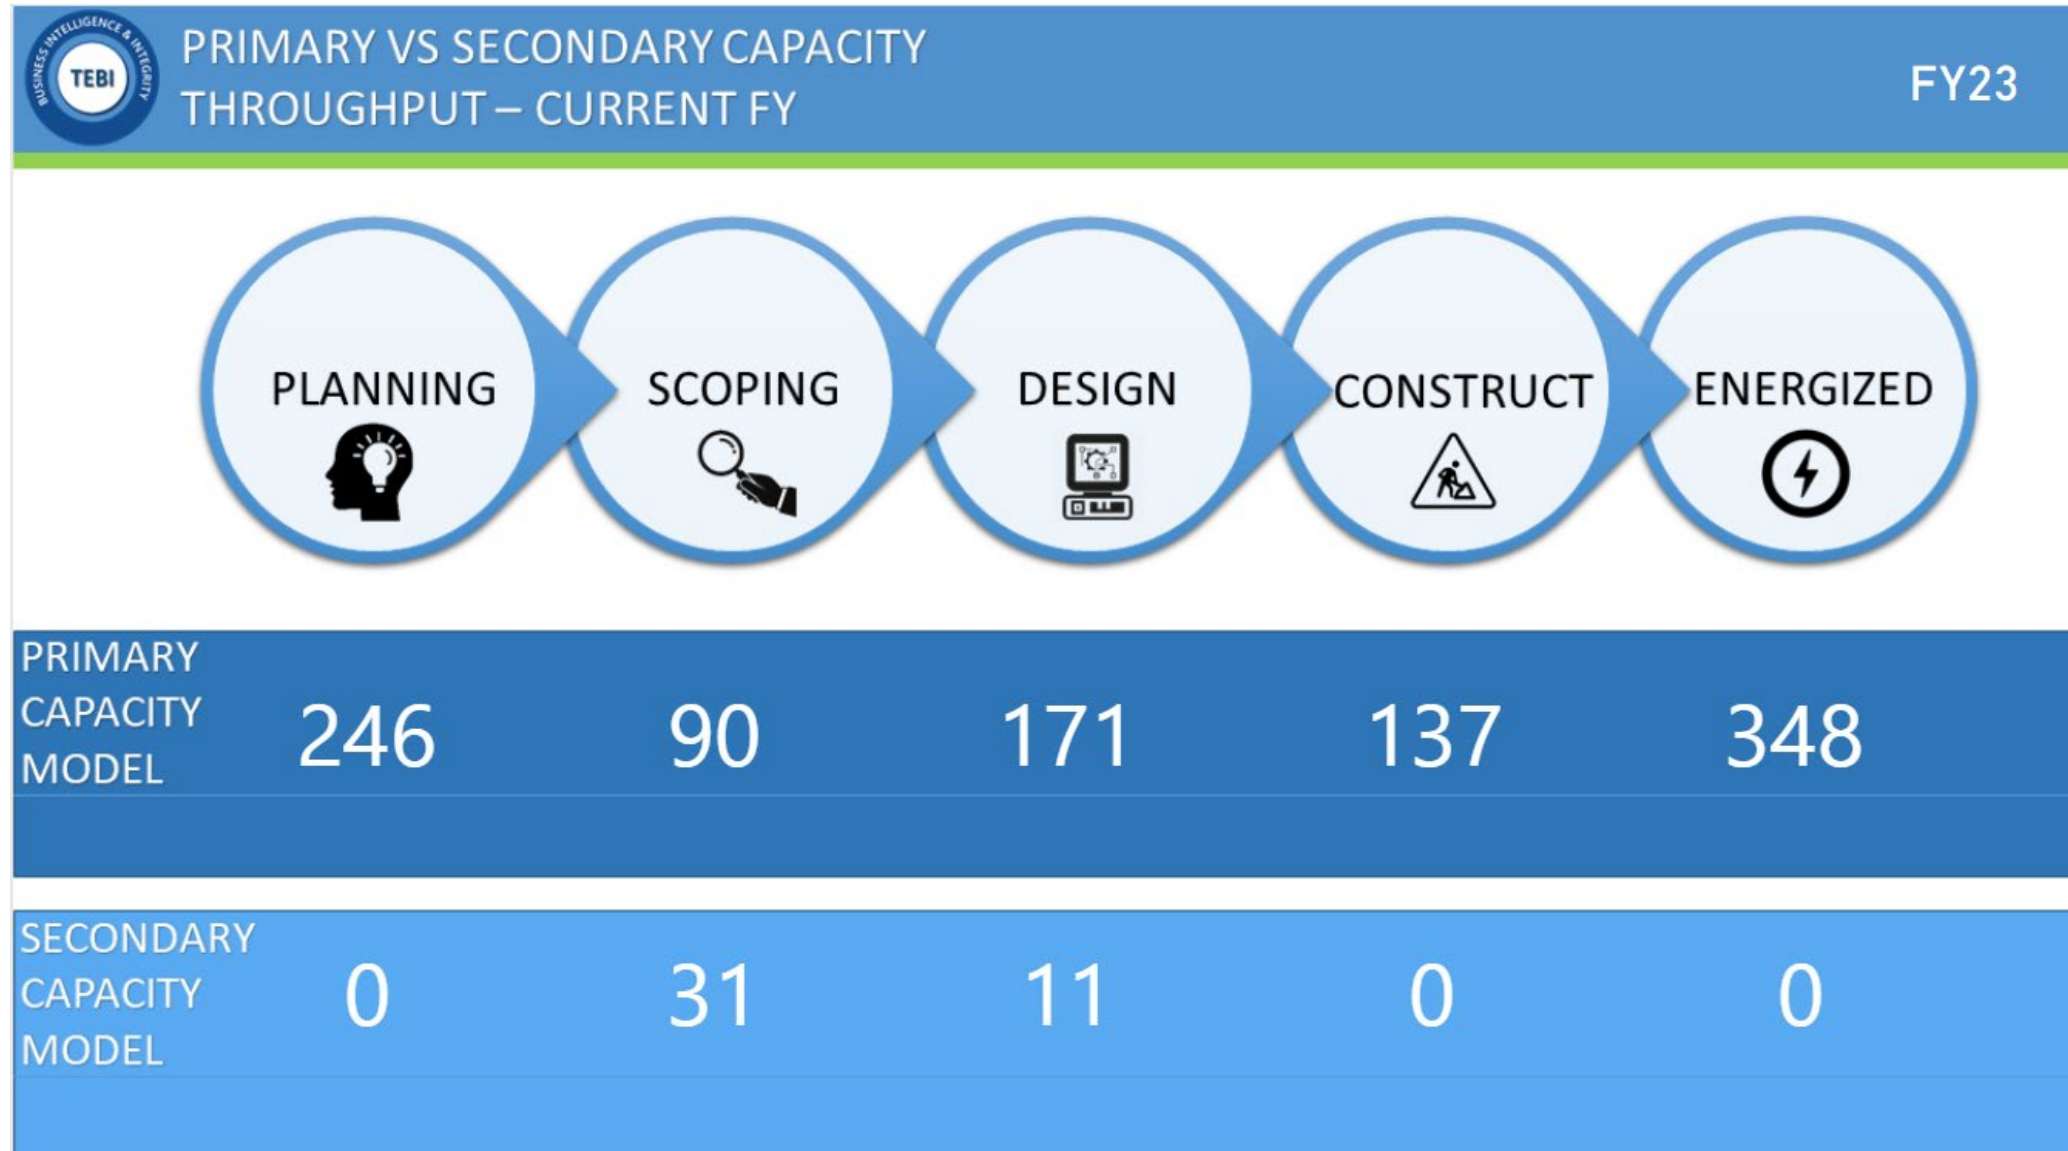 BUSINESS INTELLIGENCE & INTEGRITY
TEBI
PRIMARY VS SECONDARY CAPACITY
THROUGHPUT – CURRENT FY
FY23
PLANNING
SCOPING
DESIGN
CONSTRUCT
ENERGIZED
PRIMARY
CAPACITY
MODEL
246
90
171
137
348
SECONDARY
CAPACITY
MODEL
0
31
11
0
0